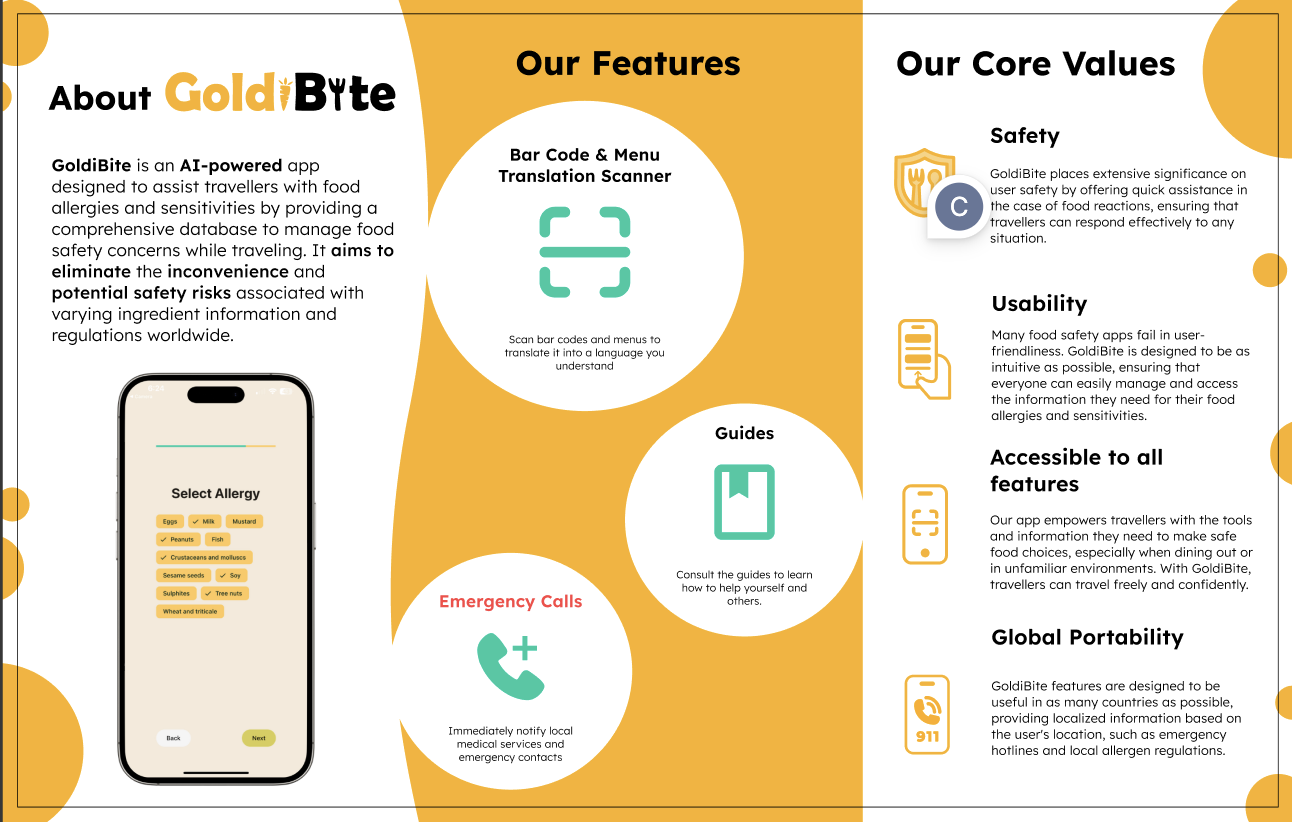 About GoldiBite
GoldiBite is an AI-powered app
designed to assist travellers with food
allergies and sensitivities by providing a
comprehensive database to manage food
safety concerns while traveling. It aims to
eliminate the inconvenience and
potential safety risks associated with
varying ingredient information and
regulations worldwide.
Select Allergy
Eggs Milk Mustard
Peanuts Fish
Crustaceans and molluscs
Sesame seeds Soy
Sulphites Tree nuts
Wheat and triticale
Back Next
Our Features
Bar Code & Menu
Translation Scanner
Scan bar codes and menus to
translate it into a language you
understand
Guides
Consult the guides to learn
how to help yourself and
others.
Emergency Calls
Immediately notify local
medical services and
emergency contacts
Our Core Values
Safety
GoldiBite places extensive significance on
user safety by offering quick assistance in
the case of food reactions, ensuring that
travellers can respond effectively to any
situation.
C
Usability
Many food safety apps fail in user-
friendliness. GoldiBite is designed to be as
intuitive as possible, ensuring that
everyone can easily manage and access
the information they need for their food
allergies and sensitivities.
Accessible to all
features
Our app empowers travellers with the tools
and information they need to make safe
food choices, especially when dining out or
in unfamiliar environments. With GoldiBite,
travellers can travel freely and confidently.
Global Portability
GoldiBite features are designed to be
useful in as many countries as possible,
providing localized information based on
the user's location, such as emergency
hotlines and local allergen regulations.
911